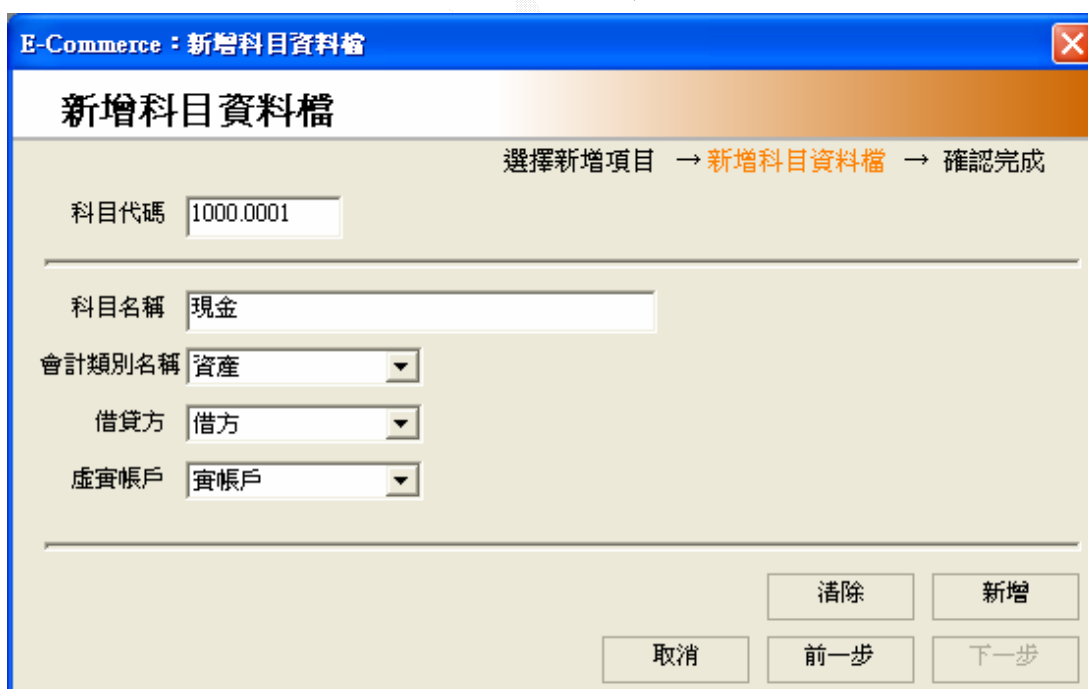 E-Commerce：新增科目資料檔
新增科目資料檔
選擇新增項目 →新增科目資料檔 → 確認完成
科目代碼 1000.0001
科目名稱 現金
會計類別名稱 資產
借貸方 借方
虛實帳戶 實帳戶
清除 新增
取消 前一步 下一步